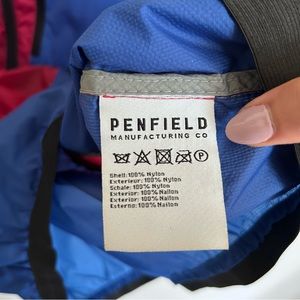 PENFIELD
MANUFACTURING CO
Shell: 100% Nylon
Exterieur: 100% Nylon
Schale: 100% Nylon
Exterior: 100% Nailon
Exterior: 100% Nailon
Esterno: 100% Nailon